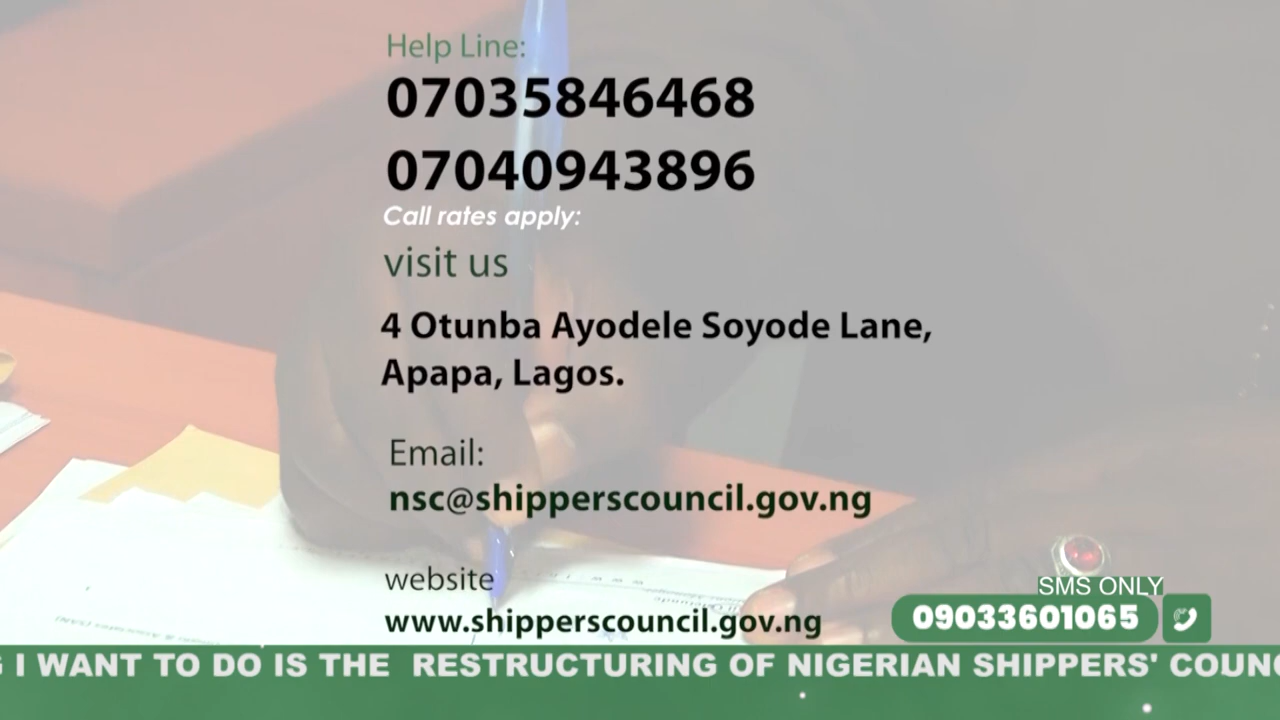 Help Line:
07035846468
07040943896
Call rates apply:
visit us
4 Otunba Ayodele Soyode Lane,
Apapa, Lagos.
Email:
nsc@shipperscouncil.gov.ng
website
www.shipperscouncil.gov.ng
SMS ONLY
09033601065
I WANT TO DO IS THE RESTRUCTURING OF NIGERIAN SHIPPERS' COUNC